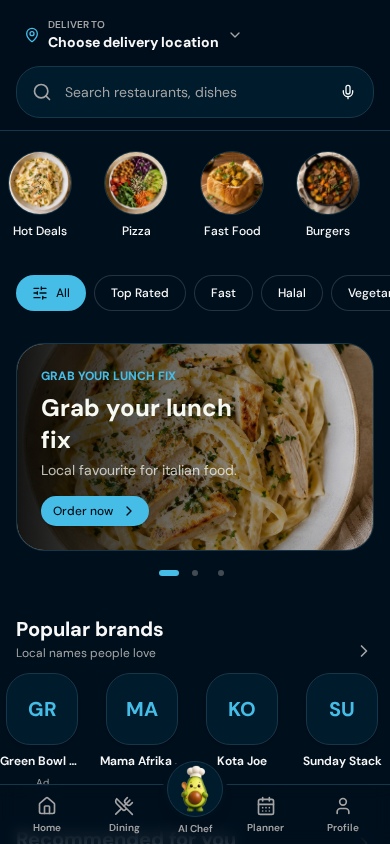 DELIVER TO
Choose delivery location
Search restaurants, dishes
Hot Deals
Pizza
Fast Food
Burgers
All
Top Rated
Fast
Halal
Vegetar
GRAB YOUR LUNCH FIX
Grab your lunch
fix
Local favourite for italian food.
Order now
Popular brands
Local names people love
GR
MA
KO
SU
Green Bowl ...
Mama Afrika
Kota Joe
Sunday Stack
Ad
Home
Dining
AI Chef
Planner
Profile
Recommended for you